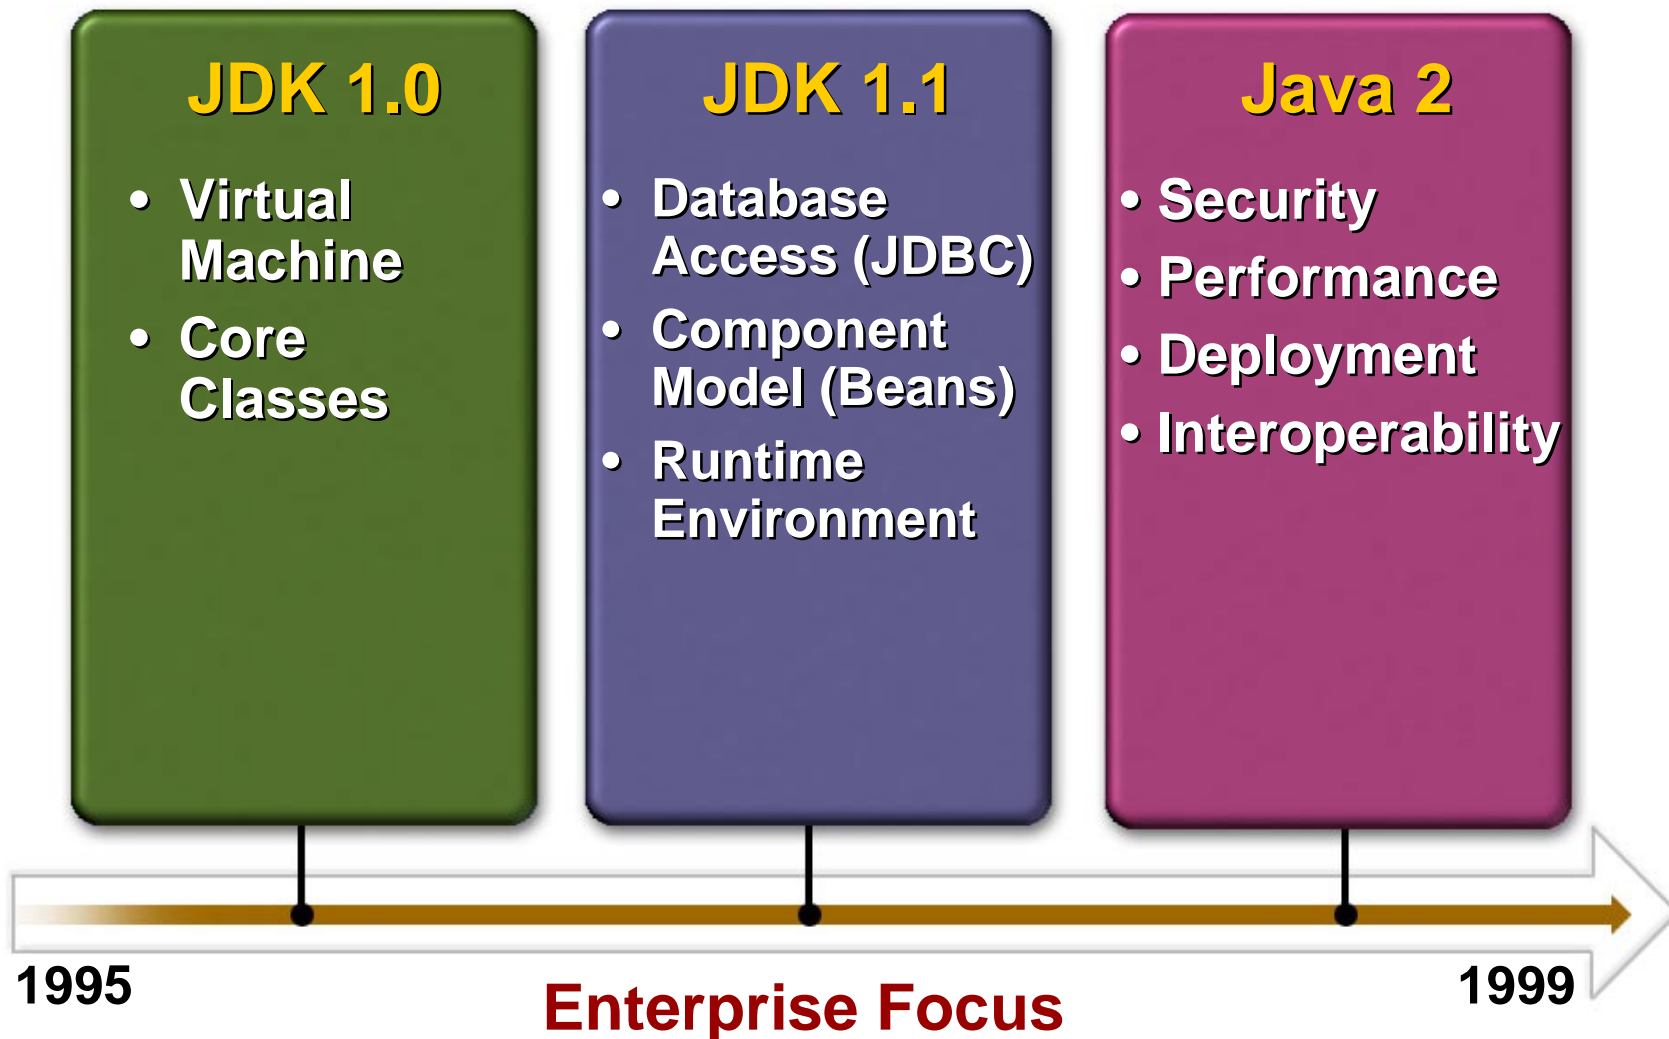 JDK 1.0
• Virtual
Machine
• Core
Classes
JDK 1.1
• Database
Access (JDBC)
• Component
Model (Beans)
• Runtime
Environment
Java 2
• Security
• Performance
• Deployment
• Interoperability
1995
Enterprise Focus
1999